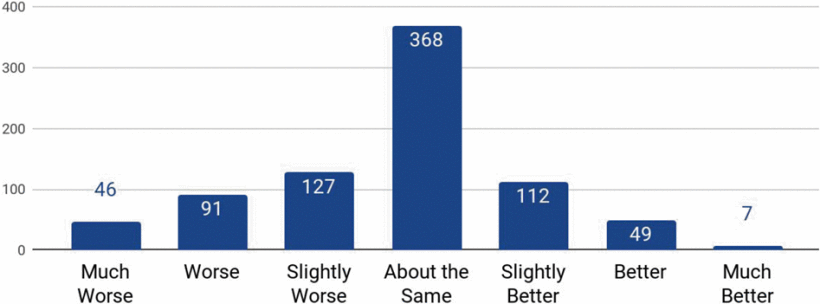 400
300
200
100
0
46
91
127
368
112
49
7
Much
Worse
Worse
Slightly
Worse
About the
Same
Slightly
Better
Better
Much
Better